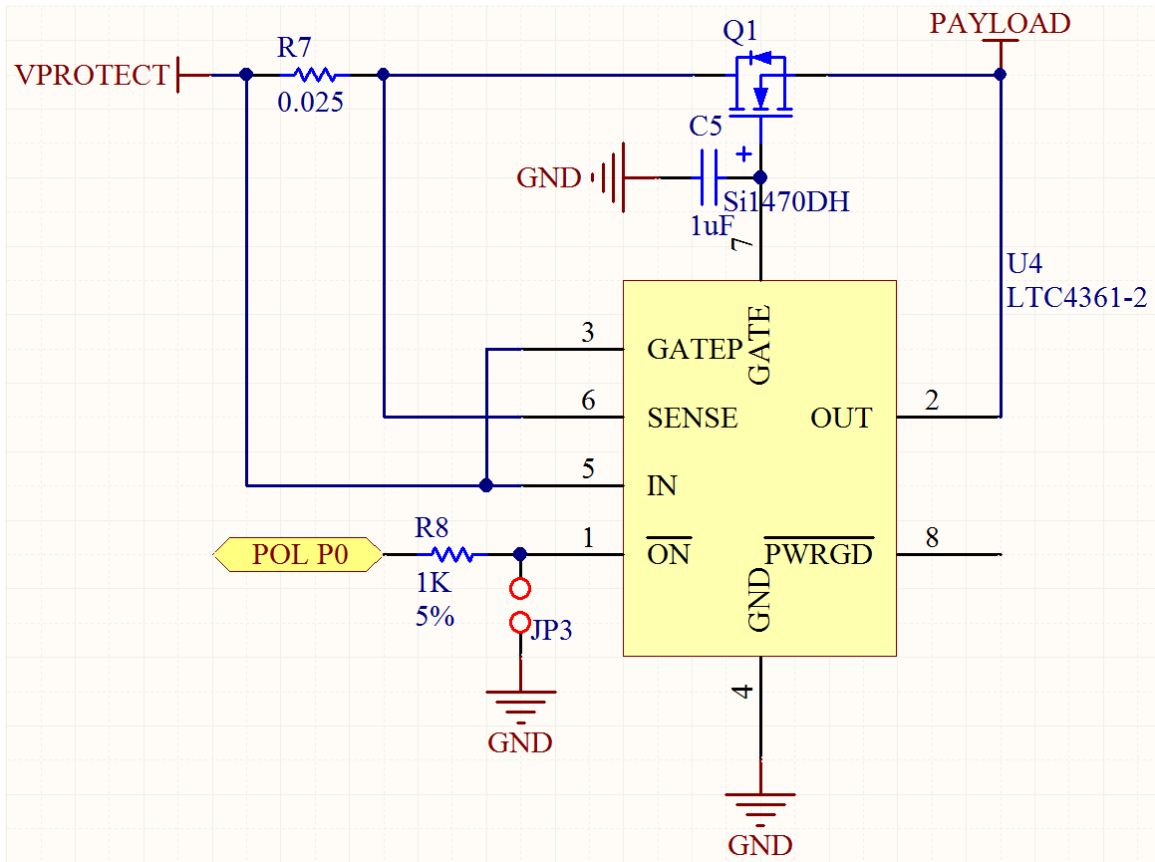 PAYLOAD
Q1
R7
VPROTECT
0.025
C5
+
GND
Si1470DH
1uF
7
U4
LTC4361-2
3
GATEP
GATE
6
SENSE
OUT
2
5
IN
R8
POL P0
1
ON
PWRGD
8
1K
5%
JP3
GND
4
GND
GND